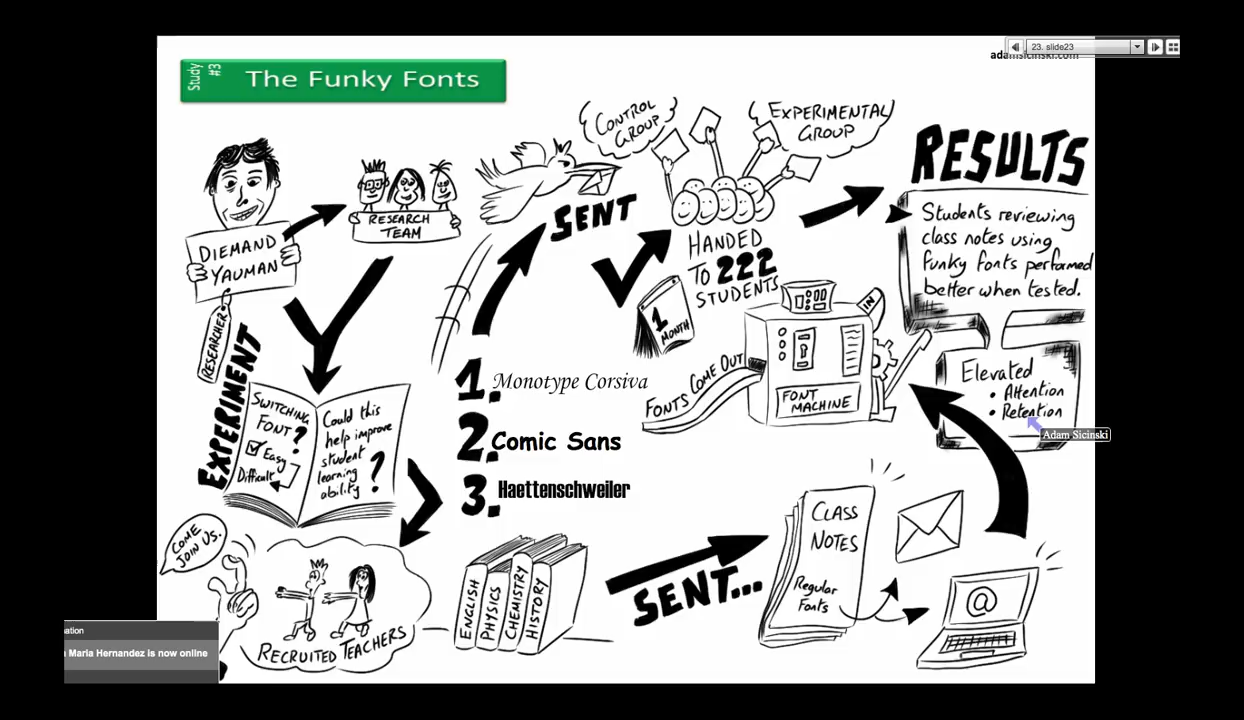 23. slide23
adamsicinski.com
Study
#3
The Funky Fonts
DIEMAND
YAUMAN
RESEARCHER
RESEARCH
TEAM
EXPERIMENT
SWITCHING
FONT?
Easy
Difficult
Could this
help improve
student
learning
ability?
COME
JOIN US.
RECRUITED TEACHERS
ENGLISH
PHYSICS
CHEMISTRY
HISTORY
SENT...
CLASS
NOTES
Regular
Fonts
@
IN
FONT
MACHINE
FONTS COME OUT
1. Monotype Corsiva
2. Comic Sans
3. Haettenschweiler
SENT
CONTROL
GROUP
EXPERIMENTAL
GROUP
HANDED
TO 222
STUDENTS
1
MONTH
RESULTS
Students reviewing
class notes using
funky fonts performed
better when tested.
Elevated
• Attention
• Retention
Adam Sicinski
Maria Hernandez is now online